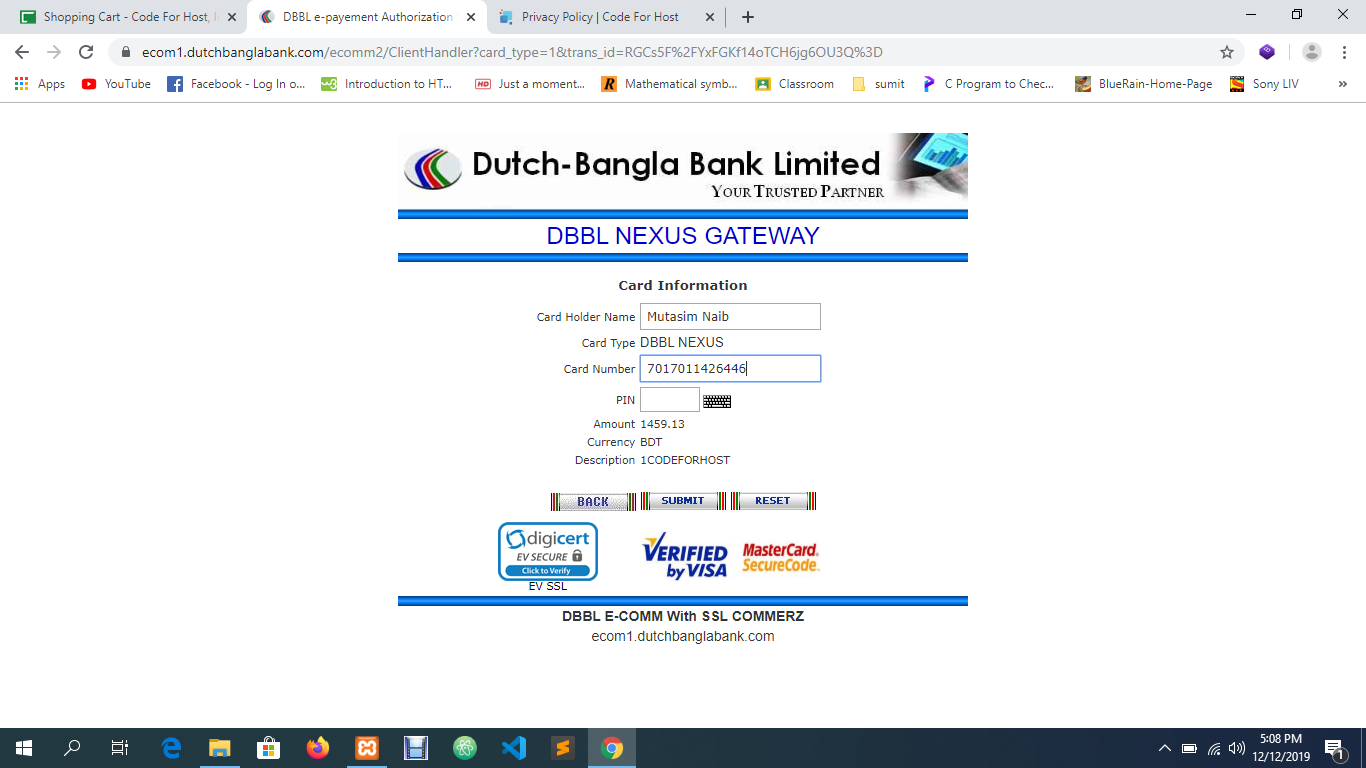 Shopping Cart - Code For Host, I
DBBL e-payement Authorization
Privacy Policy | Code For Host
ecom1.dutchbanglabank.com/ecomm2/ClientHandler?card_type=1&trans_id=RGCs5F%2FYxFGKf14oTCH6jg6OU3Q%3D
Apps
YouTube
Facebook - Log In o...
Introduction to HT...
HD Just a moment...
R Mathematical symb...
Classroom
sumit
C Program to Chec...
BlueRain-Home-Page
Sony LIV
»
Dutch-Bangla Bank Limited
YOUR TRUSTED PARTNER
DBBL NEXUS GATEWAY
Card Information
Card Holder Name Mutasim Naib
Card Type DBBL NEXUS
Card Number 7017011426446
PIN
Amount 1459.13
Currency BDT
Description 1CODEFORHOST
BACK SUBMIT RESET
digicert
EV SECURE
Click to Verify
EV SSL
VERIFIED
by VISA
MasterCard.
SecureCode.
DBBL E-COMM With SSL COMMERZ
ecom1.dutchbanglabank.com
5:08 PM
12/12/2019
1